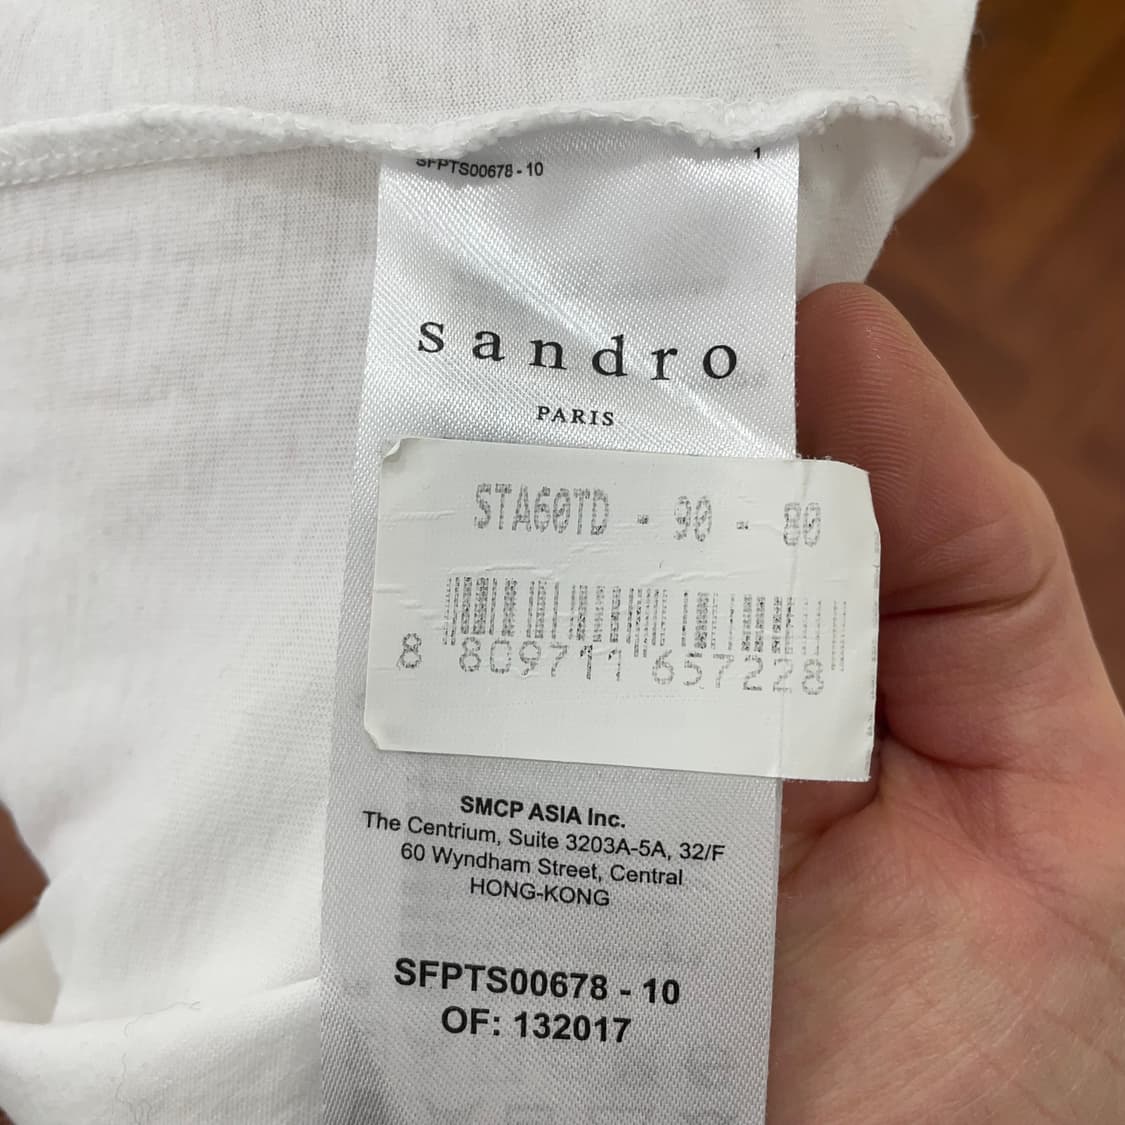 SFPTS00678 - 10 1
sandro
PARIS
STA60TD - 90 - 80
8 809711 657228
SMCP ASIA Inc.
The Centrium, Suite 3203A-5A, 32/F
60 Wyndham Street, Central
HONG-KONG
SFPTS00678 - 10
OF: 132017